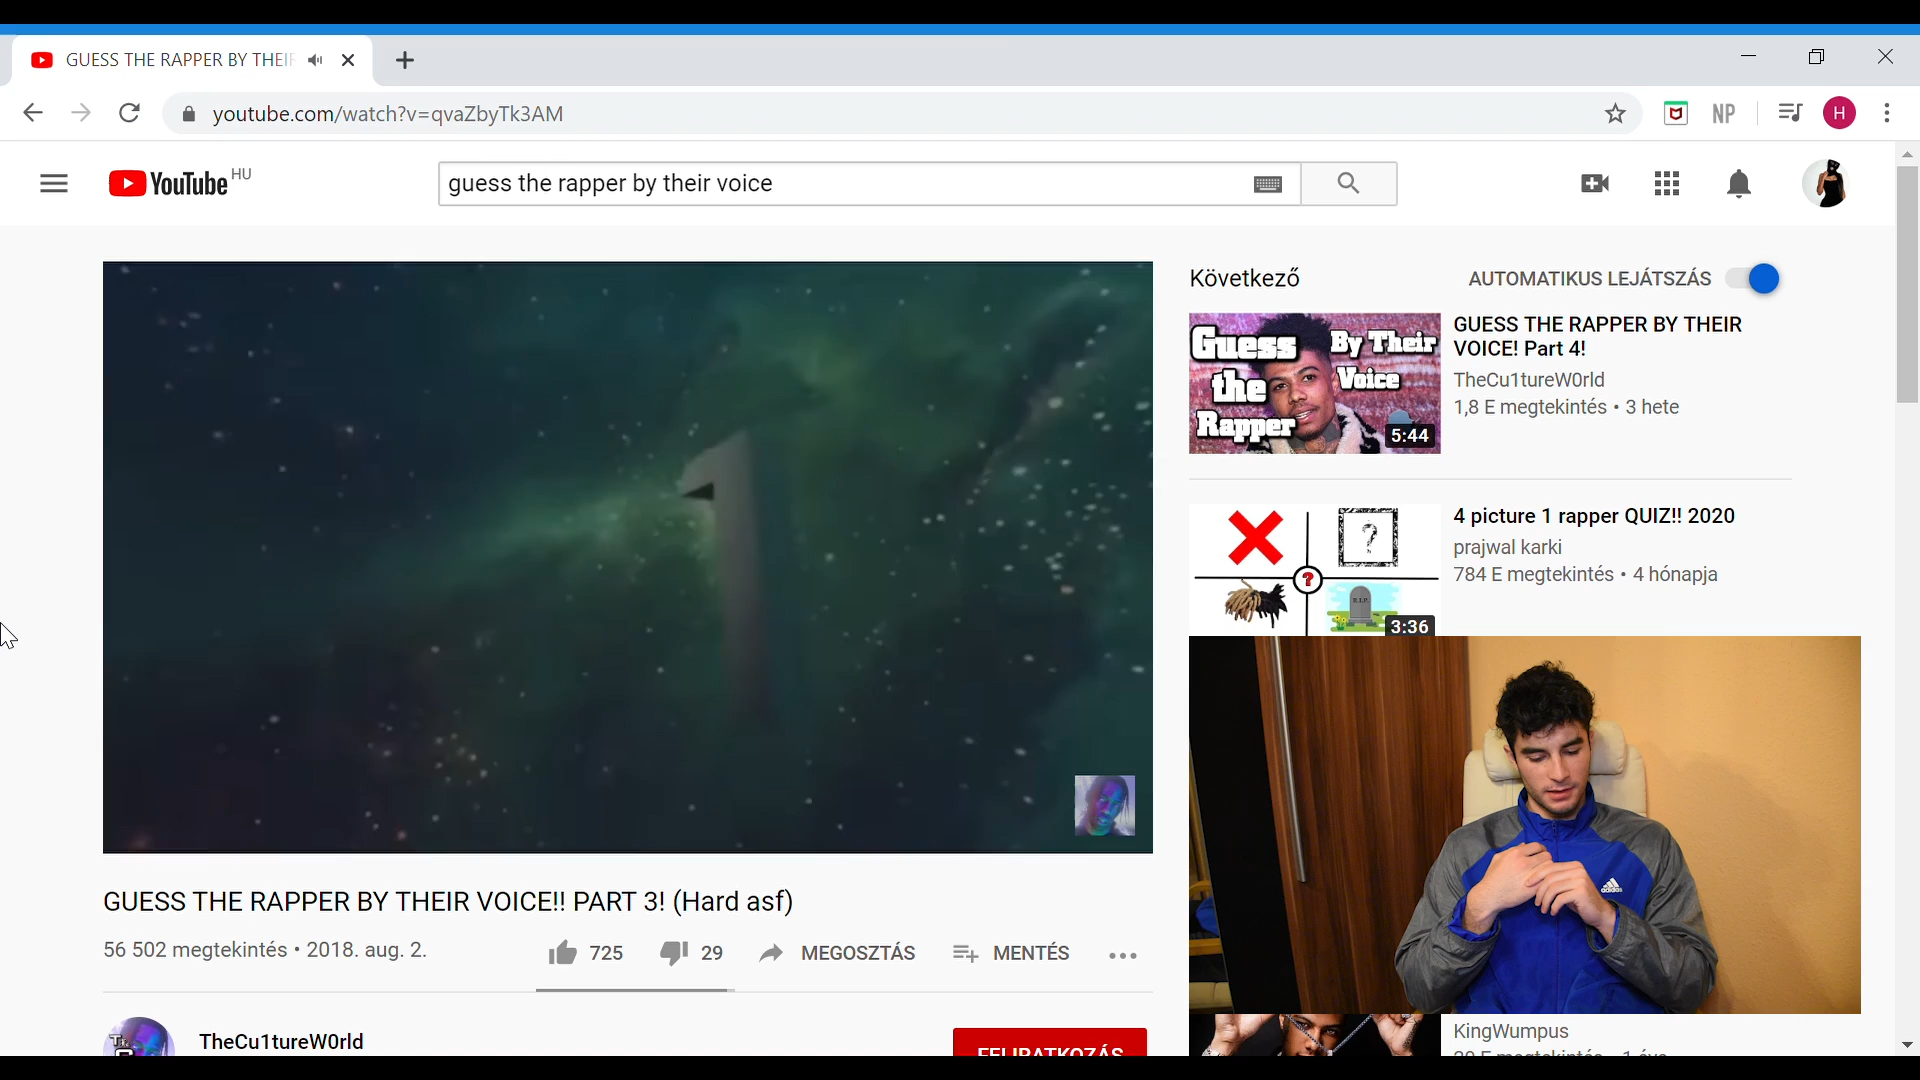 GUESS THE RAPPER BY THEIR
youtube.com/watch?v=qvaZbyTk3AM
NP
H
YouTube HU
guess the rapper by their voice
1
Következő
AUTOMATIKUS LEJÁTSZÁS
Guess the Rapper By Their Voice
5:44
GUESS THE RAPPER BY THEIR
VOICE! Part 4!
TheCu1tureW0rld
1,8 E megtekintés • 3 hete
?
?
R.I.P.
3:36
4 picture 1 rapper QUIZ!! 2020
prajwal karki
784 E megtekintés • 4 hónapja
adidas
GUESS THE RAPPER BY THEIR VOICE!! PART 3! (Hard asf)
56 502 megtekintés • 2018. aug. 2.
725
29
MEGOSZTÁS
MENTÉS
TheCu1tureW0rld
FELIRATKOZÁS
KingWumpus